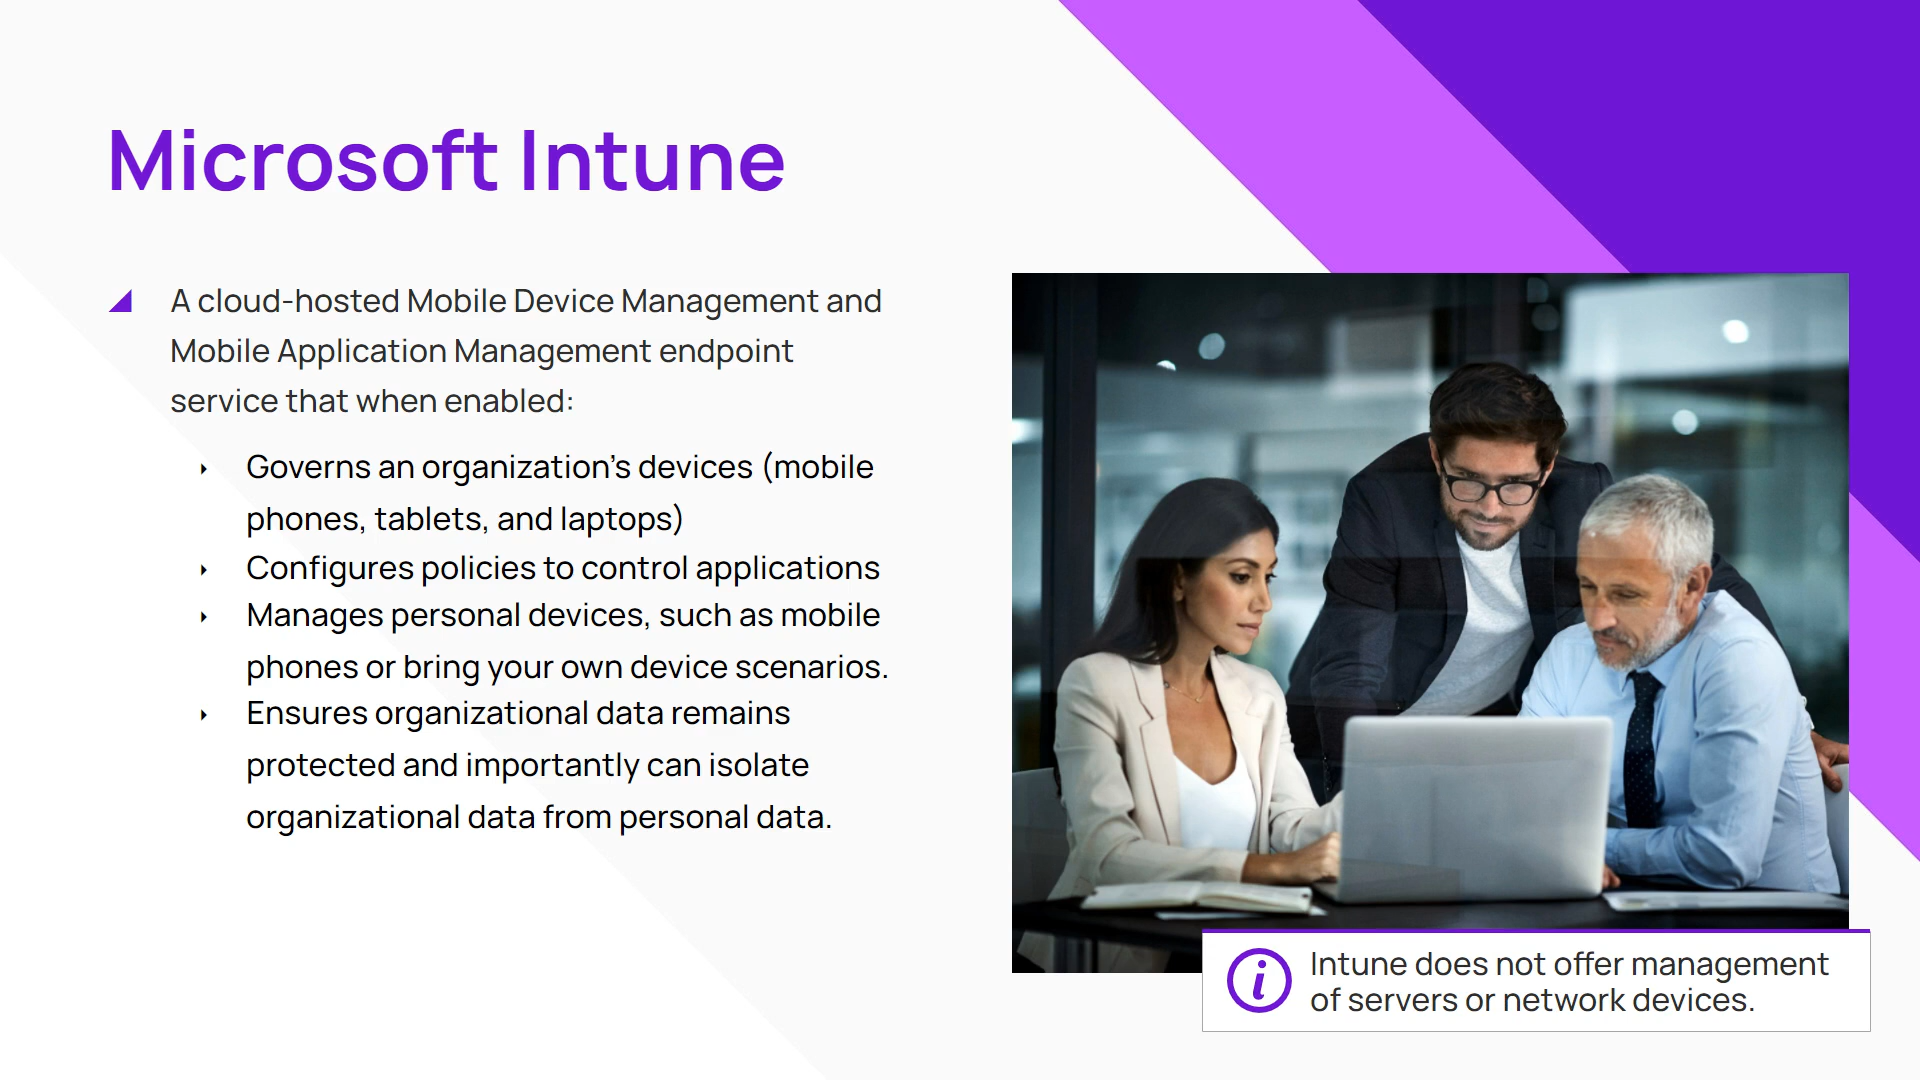 Microsoft Intune
A cloud-hosted Mobile Device Management and
Mobile Application Management endpoint
service that when enabled:
Governs an organization’s devices (mobile
phones, tablets, and laptops)
Configures policies to control applications
Manages personal devices, such as mobile
phones or bring your own device scenarios.
Ensures organizational data remains
protected and importantly can isolate
organizational data from personal data.
Intune does not offer management
of servers or network devices.